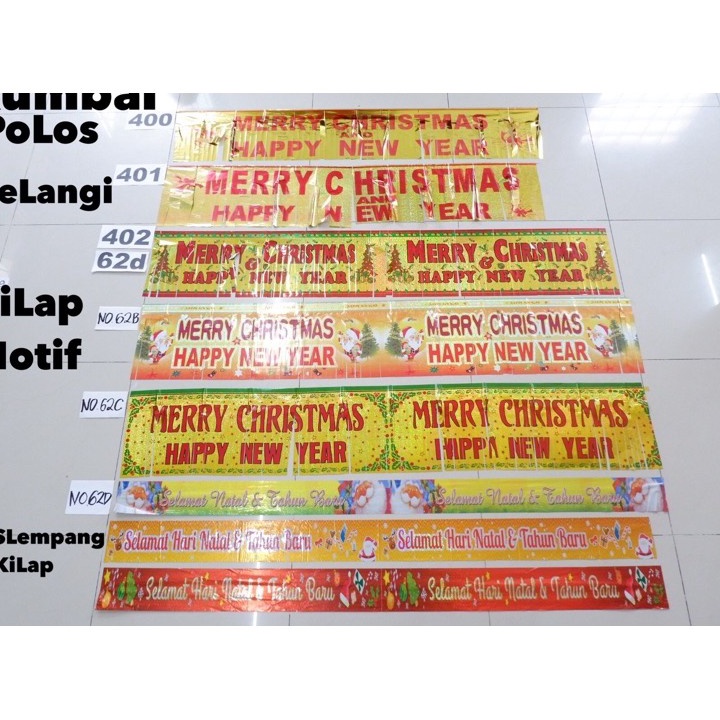 PoLos
400
MERRY CHRISTMAS
AND
HAPPY NEW YEAR
eLangi
401
MERRY CHRISTMAS
AND
HAPPY NEW YEAR
402
62d
MERRY CHRISTMAS MERRY CHRISTMAS
& &
HAPPY NEW YEAR HAPPY NEW YEAR
iLap
otif
NO 62B
MERRY CHRISTMAS MERRY CHRISTMAS
HAPPY NEW YEAR HAPPY NEW YEAR
NO 62C
MERRY CHRISTMAS MERRY CHRISTMAS
HAPPY NEW YEAR HAPPY NEW YEAR
NO 62D
Selamat Natal & Tahun Baru Selamat Natal & Tahun Baru
SLempang
KiLap
Selamat Hari Natal & Tahun Baru Selamat Hari Natal & Tahun Baru
Selamat Hari Natal & Tahun Baru Selamat Hari Natal & Tahun Baru